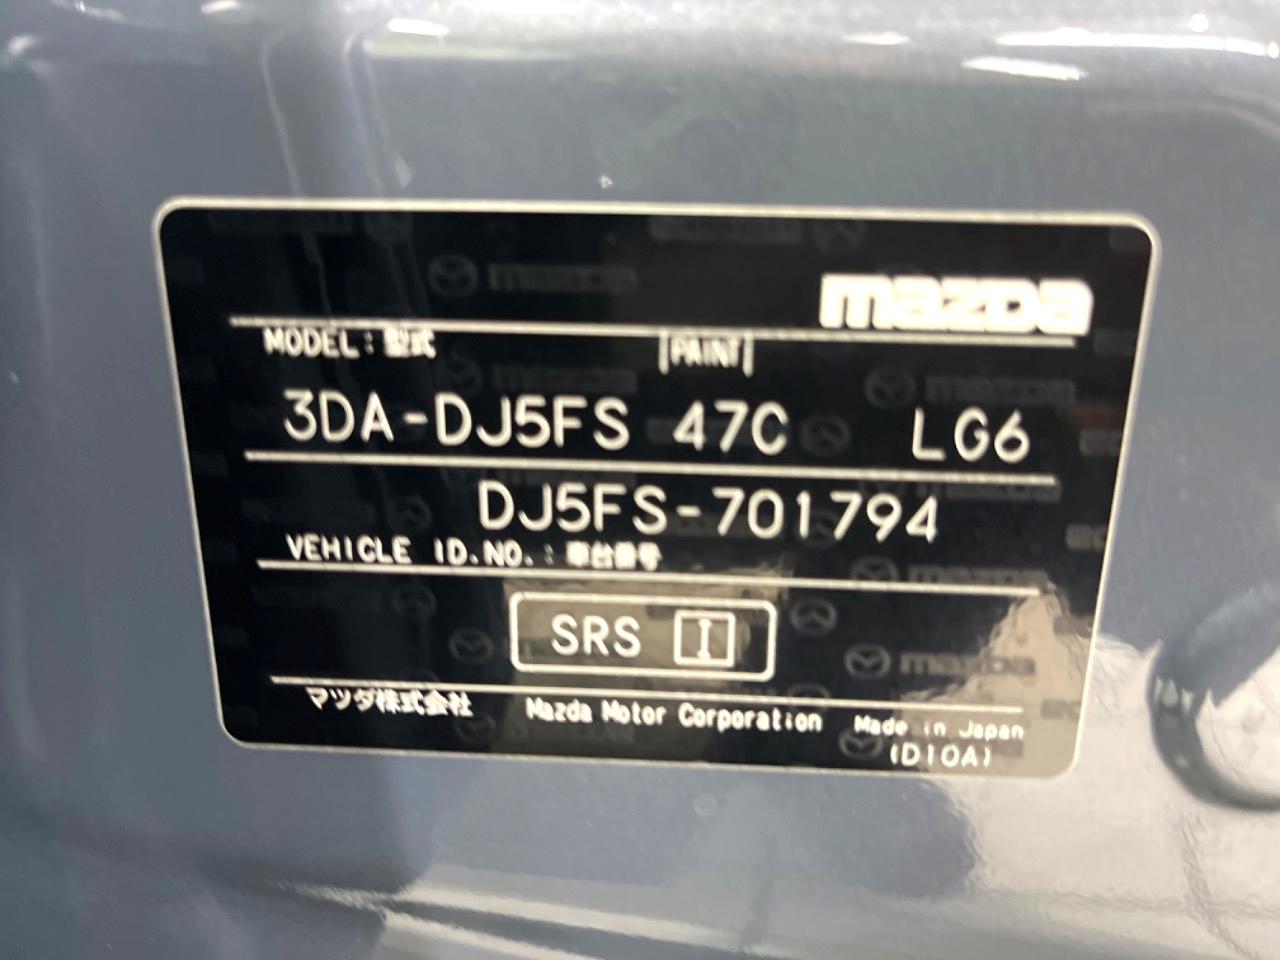 mazda
MODEL：型式 [PAINT]
3DA-DJ5FS 47C LG6
DJ5FS-701794
VEHICLE ID.NO.：車台番号
SRS I
マツダ株式会社 Mazda Motor Corporation Made in Japan
(D10A)